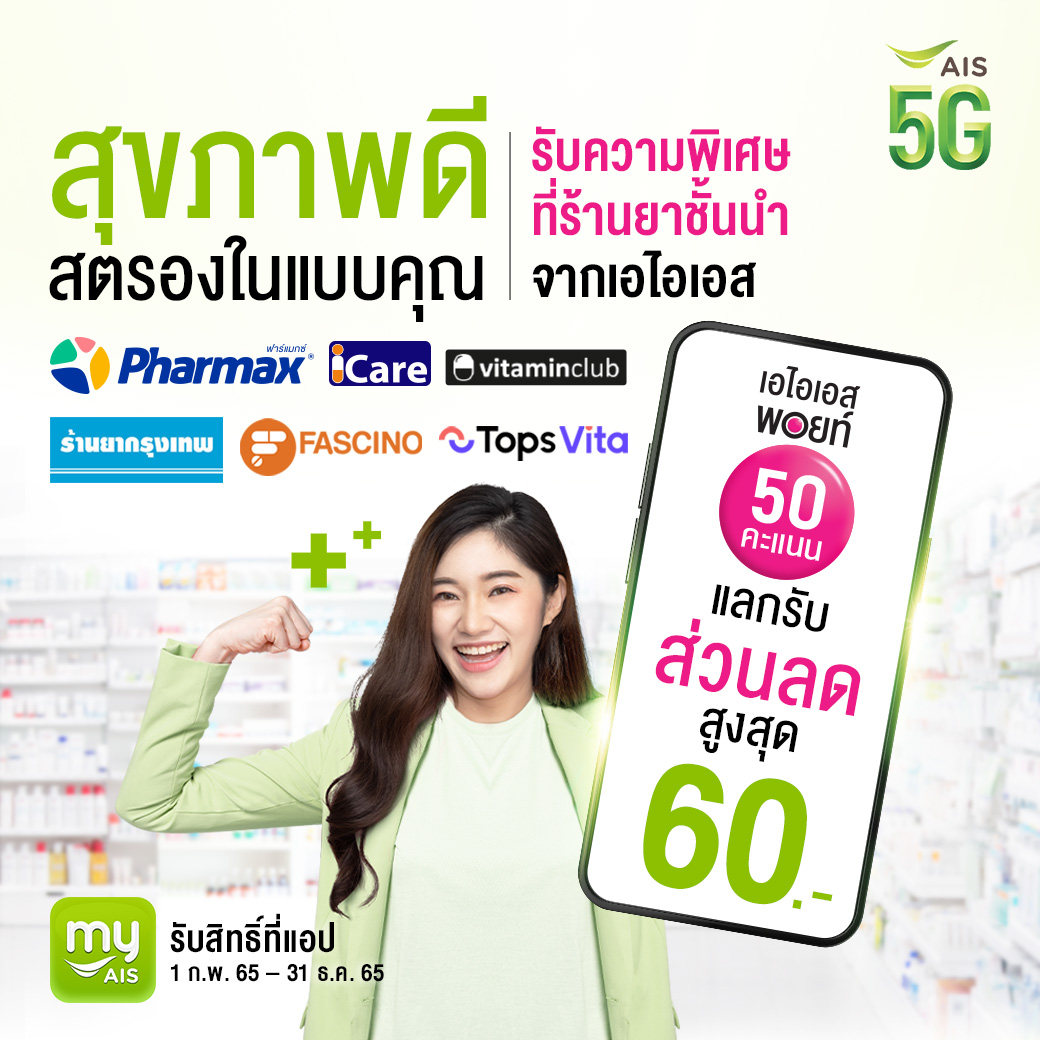 AIS
5G
สุขภาพดี
สตรองในแบบคุณ
รับความพิเศษ
ที่ร้านยาชั้นนำ
จากเอไอเอส
ฟาร์แมกซ์
Pharmax®
iCare
vitaminclub
ร้านยากรุงเทพ
FASCINO
Tops Vita
เอไอเอส
พอยท์
50
คะแนน
แลกรับ
ส่วนลด
สูงสุด
60.-
my
AIS
รับสิทธิ์ที่แอป
1 ก.พ. 65 – 31 ธ.ค. 65